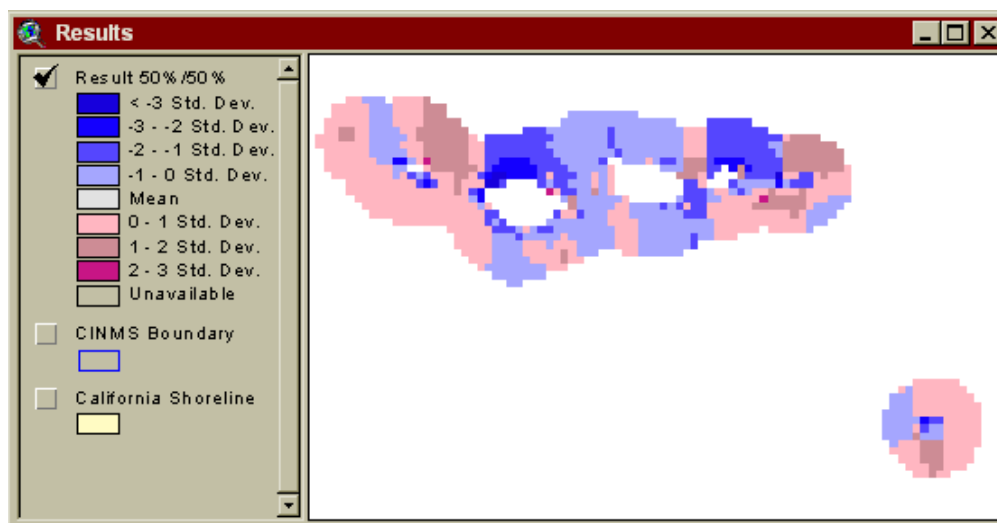 Results
Result 50%/50%
< -3 Std. Dev.
-3 - -2 Std. Dev.
-2 - -1 Std. Dev.
-1 - 0 Std. Dev.
Mean
0 - 1 Std. Dev.
1 - 2 Std. Dev.
2 - 3 Std. Dev.
Unavailable
CINMS Boundary
California Shoreline